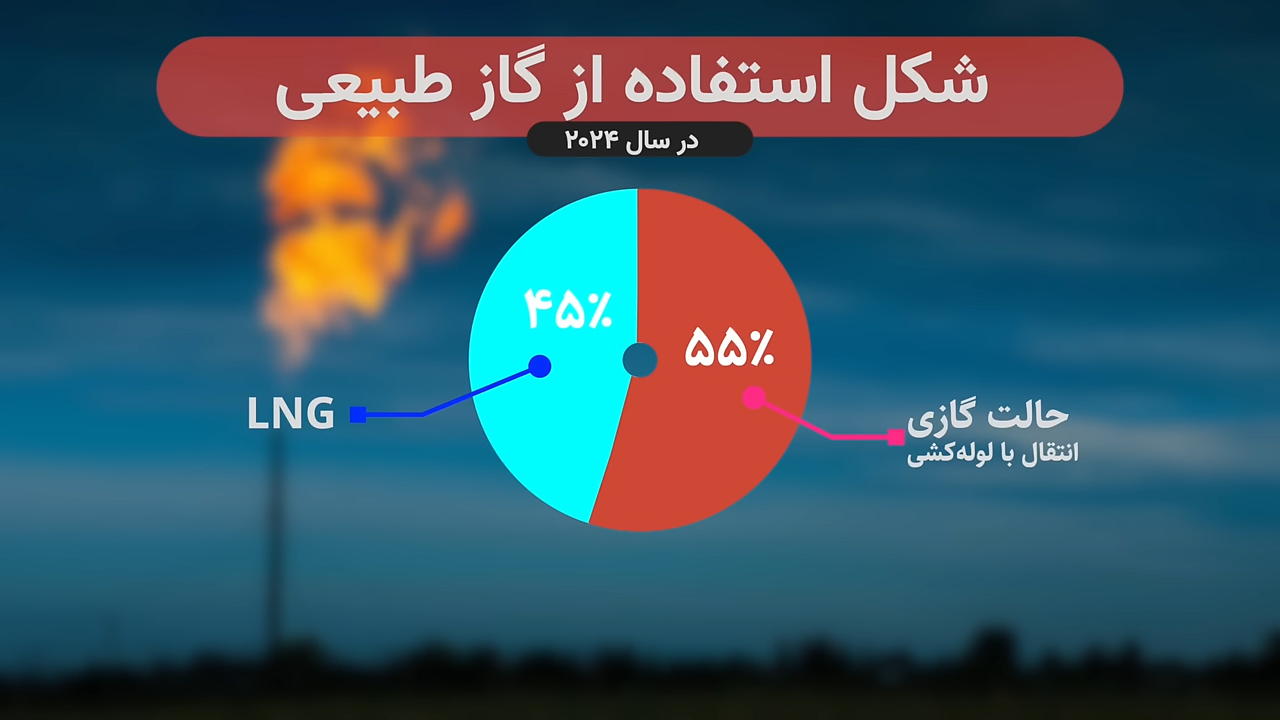 شکل استفاده از گاز طبیعی
در سال ۲۰۲۴
۴۵٪
۵۵٪
LNG
حالت گازی
انتقال با لوله‌کشی